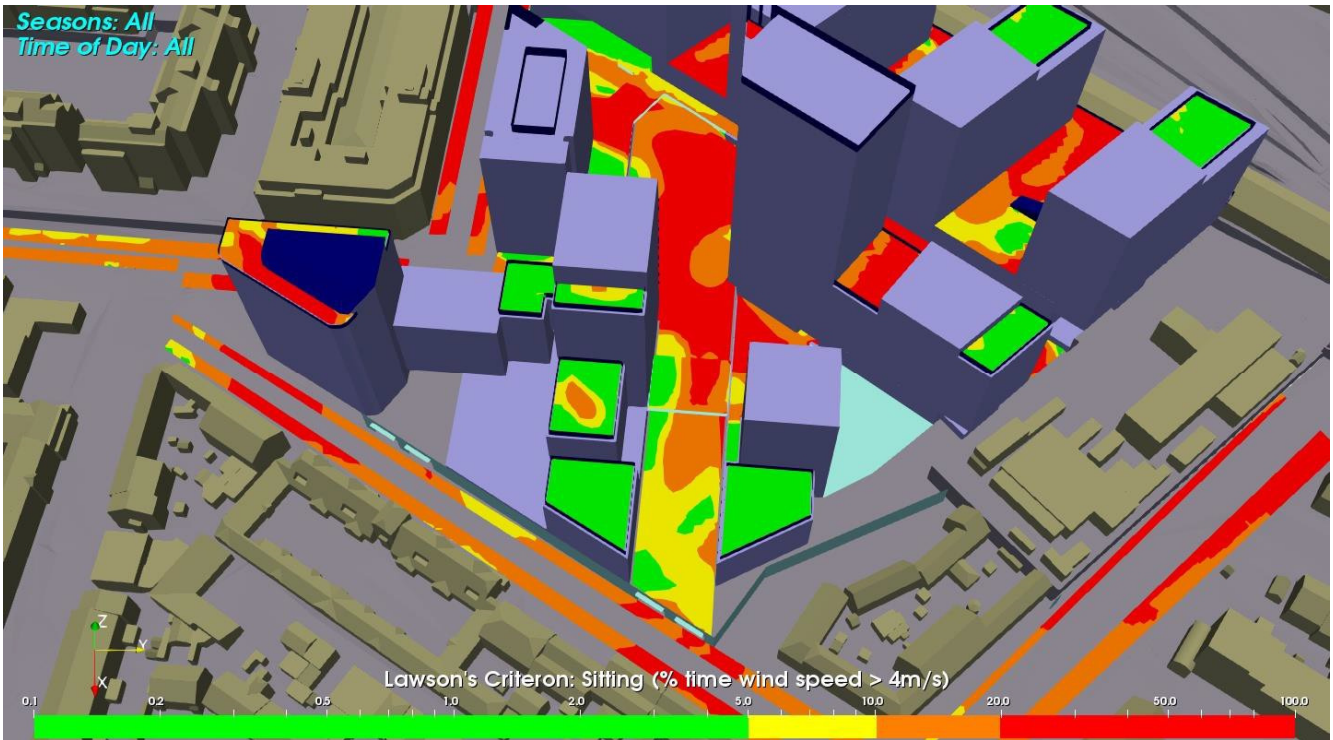 Seasons: All
Time of Day: All
Z
Y
X
Lawson's Criteron: Sitting (% time wind speed > 4m/s)
0.1 0.2 0.5 1.0 2.0 5.0 10.0 20.0 50.0 100.0